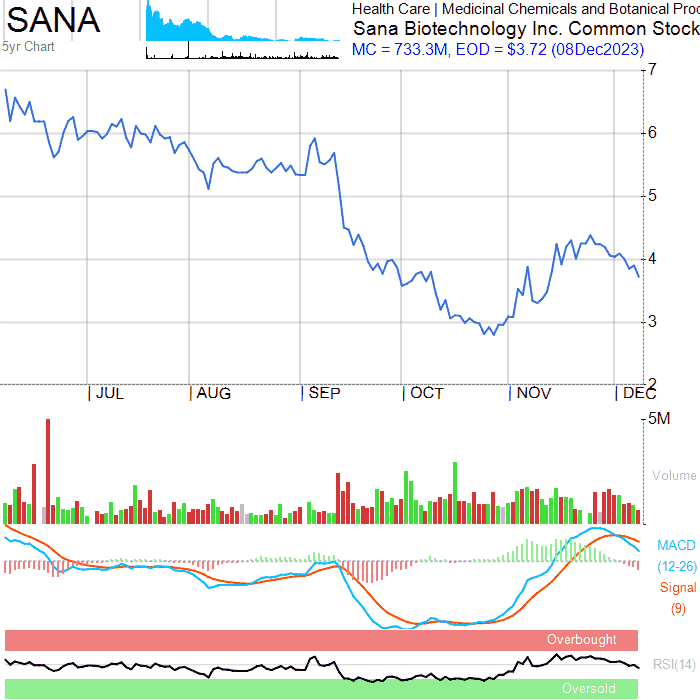 SANA
5yr Chart
Health Care | Medicinal Chemicals and Botanical Proc
Sana Biotechnology Inc. Common Stock
MC = 733.3M, EOD = $3.72 (08Dec2023)
7
6
5
4
3
2
JUL AUG SEP OCT NOV DEC
5M
Volume
MACD
(12-26)
Signal
(9)
Overbought
RSI(14)
Oversold